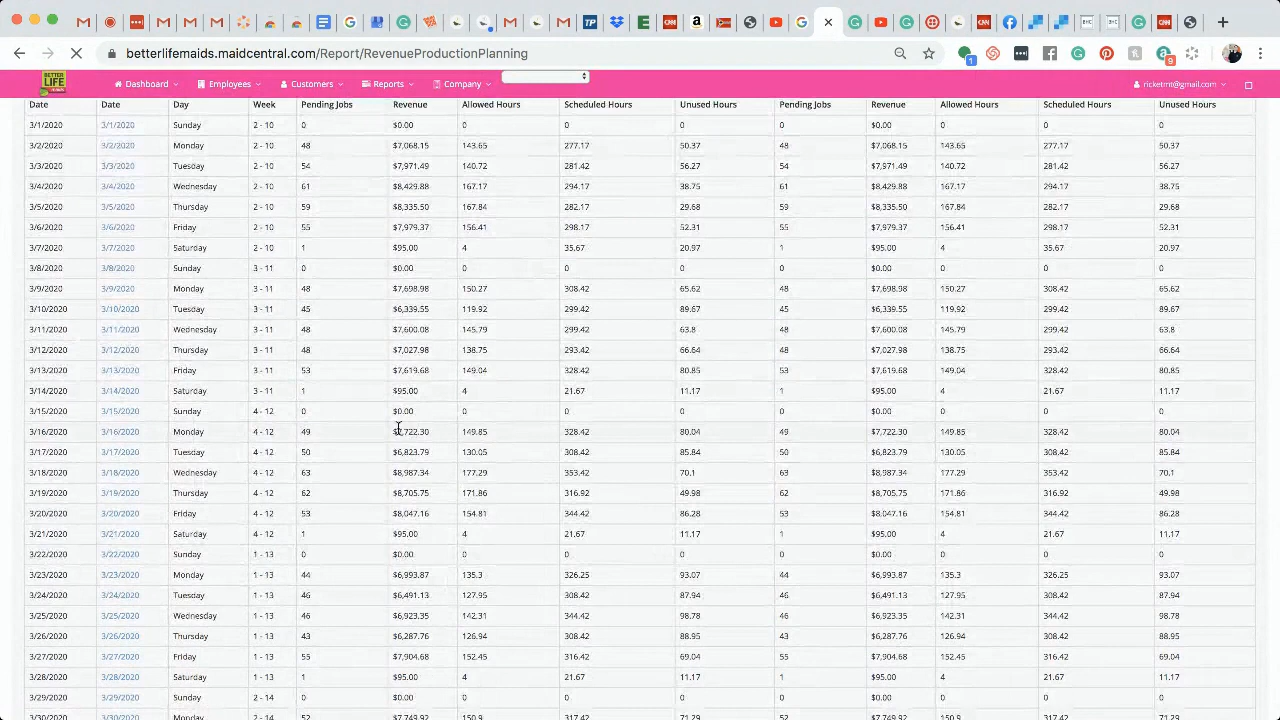 betterlifemaids.maidcentral.com/Report/RevenueProductionPlanning
BETTER LIFE
Dashboard Employees Customers Reports Company ricketmt@gmail.com
Date Date Day Week Pending Jobs Revenue Allowed Hours Scheduled Hours Unused Hours Pending Jobs Revenue Allowed Hours Scheduled Hours Unused Hours
3/1/2020 3/1/2020 Sunday 2 - 10 0 $0.00 0 0 0 0 $0.00 0 0 0
3/2/2020 3/2/2020 Monday 2 - 10 48 $7,068.15 143.65 277.17 50.37 48 $7,068.15 143.65 277.17 50.37
3/3/2020 3/3/2020 Tuesday 2 - 10 54 $7,971.49 140.72 281.42 56.27 54 $7,971.49 140.72 281.42 56.27
3/4/2020 3/4/2020 Wednesday 2 - 10 61 $8,429.88 167.17 294.17 38.75 61 $8,429.88 167.17 294.17 38.75
3/5/2020 3/5/2020 Thursday 2 - 10 59 $8,335.50 167.84 282.17 29.68 59 $8,335.50 167.84 282.17 29.68
3/6/2020 3/6/2020 Friday 2 - 10 55 $7,979.37 156.41 298.17 52.31 55 $7,979.37 156.41 298.17 52.31
3/7/2020 3/7/2020 Saturday 2 - 10 1 $95.00 4 35.67 20.97 1 $95.00 4 35.67 20.97
3/8/2020 3/8/2020 Sunday 3 - 11 0 $0.00 0 0 0 0 $0.00 0 0 0
3/9/2020 3/9/2020 Monday 3 - 11 48 $7,698.98 150.27 308.42 65.62 48 $7,698.98 150.27 308.42 65.62
3/10/2020 3/10/2020 Tuesday 3 - 11 45 $6,339.55 119.92 299.42 89.67 45 $6,339.55 119.92 299.42 89.67
3/11/2020 3/11/2020 Wednesday 3 - 11 48 $7,600.08 145.79 299.42 63.8 48 $7,600.08 145.79 299.42 63.8
3/12/2020 3/12/2020 Thursday 3 - 11 48 $7,027.98 138.75 293.42 66.64 48 $7,027.98 138.75 293.42 66.64
3/13/2020 3/13/2020 Friday 3 - 11 53 $7,619.68 149.04 328.42 80.85 53 $7,619.68 149.04 328.42 80.85
3/14/2020 3/14/2020 Saturday 3 - 11 1 $95.00 4 21.67 11.17 1 $95.00 4 21.67 11.17
3/15/2020 3/15/2020 Sunday 4 - 12 0 $0.00 0 0 0 0 $0.00 0 0 0
3/16/2020 3/16/2020 Monday 4 - 12 49 $7,722.30 149.85 328.42 80.04 49 $7,722.30 149.85 328.42 80.04
3/17/2020 3/17/2020 Tuesday 4 - 12 50 $6,823.79 130.05 308.42 85.84 50 $6,823.79 130.05 308.42 85.84
3/18/2020 3/18/2020 Wednesday 4 - 12 63 $8,987.34 177.29 353.42 70.1 63 $8,987.34 177.29 353.42 70.1
3/19/2020 3/19/2020 Thursday 4 - 12 62 $8,705.75 171.86 316.92 49.98 62 $8,705.75 171.86 316.92 49.98
3/20/2020 3/20/2020 Friday 4 - 12 53 $8,047.16 154.81 344.42 86.28 53 $8,047.16 154.81 344.42 86.28
3/21/2020 3/21/2020 Saturday 4 - 12 1 $95.00 4 21.67 11.17 1 $95.00 4 21.67 11.17
3/22/2020 3/22/2020 Sunday 1 - 13 0 $0.00 0 0 0 0 $0.00 0 0 0
3/23/2020 3/23/2020 Monday 1 - 13 44 $6,993.87 135.3 326.25 93.07 44 $6,993.87 135.3 326.25 93.07
3/24/2020 3/24/2020 Tuesday 1 - 13 46 $6,491.13 127.95 308.42 87.94 46 $6,491.13 127.95 308.42 87.94
3/25/2020 3/25/2020 Wednesday 1 - 13 46 $6,923.35 142.31 344.42 98.78 46 $6,923.35 142.31 344.42 98.78
3/26/2020 3/26/2020 Thursday 1 - 13 43 $6,287.76 126.94 308.42 88.95 43 $6,287.76 126.94 308.42 88.95
3/27/2020 3/27/2020 Friday 1 - 13 55 $7,904.68 152.45 316.42 69.04 55 $7,904.68 152.45 316.42 69.04
3/28/2020 3/28/2020 Saturday 1 - 13 1 $95.00 4 21.67 11.17 1 $95.00 4 21.67 11.17
3/29/2020 3/29/2020 Sunday 2 - 14 0 $0.00 0 0 0 0 $0.00 0 0 0
3/30/2020 3/30/2020 Monday 2 - 14 52 $7,749.92 150.9 317.42 71.29 52 $7,749.92 150.9 317.42 71.29